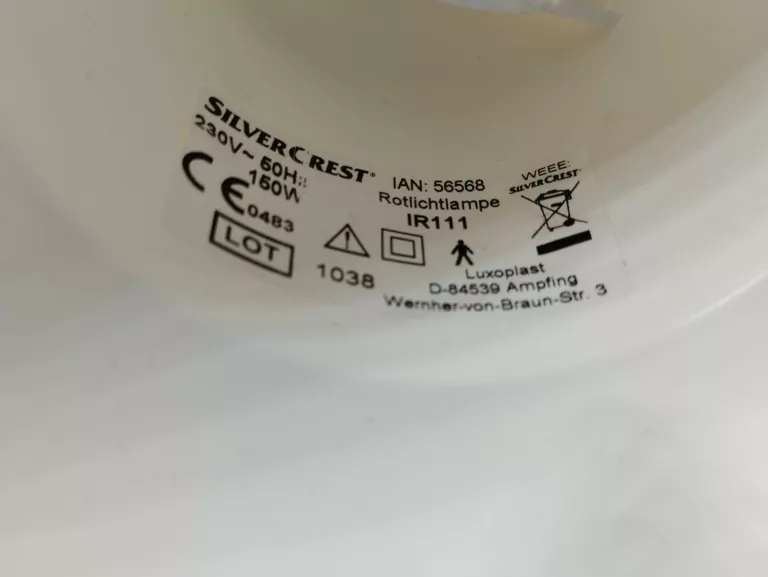 SILVERCREST®
230V~ 50Hz
150W
CE 0483
LOT
1038
IAN: 56568
Rotlichtlampe
IR111
WEEE:
SILVERCREST®
Luxoplast
D-84539 Ampfing
Wernher-von-Braun-Str. 3